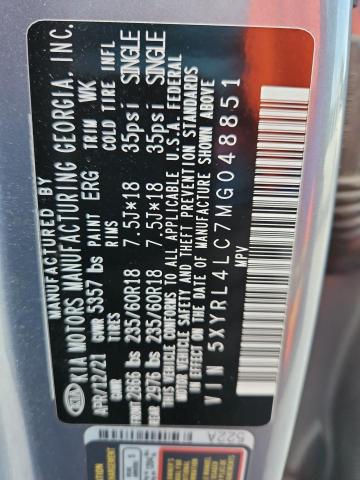 MANUFACTURED BY
KIA KIA MOTORS MANUFACTURING GEORGIA, INC.
APR/12/21 GVWR 5357 lbs PAINT ERG TRIM WK
GAWR TIRES RIMS COLD TIRE INFL
FRONT 2866 lbs 235/60R18 7.5J*18 35psi SINGLE
REAR 2976 lbs 235/60R18 7.5J*18 35psi SINGLE
THIS VEHICLE CONFORMS TO ALL APPLICABLE U.S.A. FEDERAL
MOTOR VEHICLE SAFETY AND THEFT PREVENTION STANDARDS
IN EFFECT ON THE DATE OF MANUFACTURE SHOWN ABOVE
VIN 5XYRL4LC7MG048851
MPV
522A